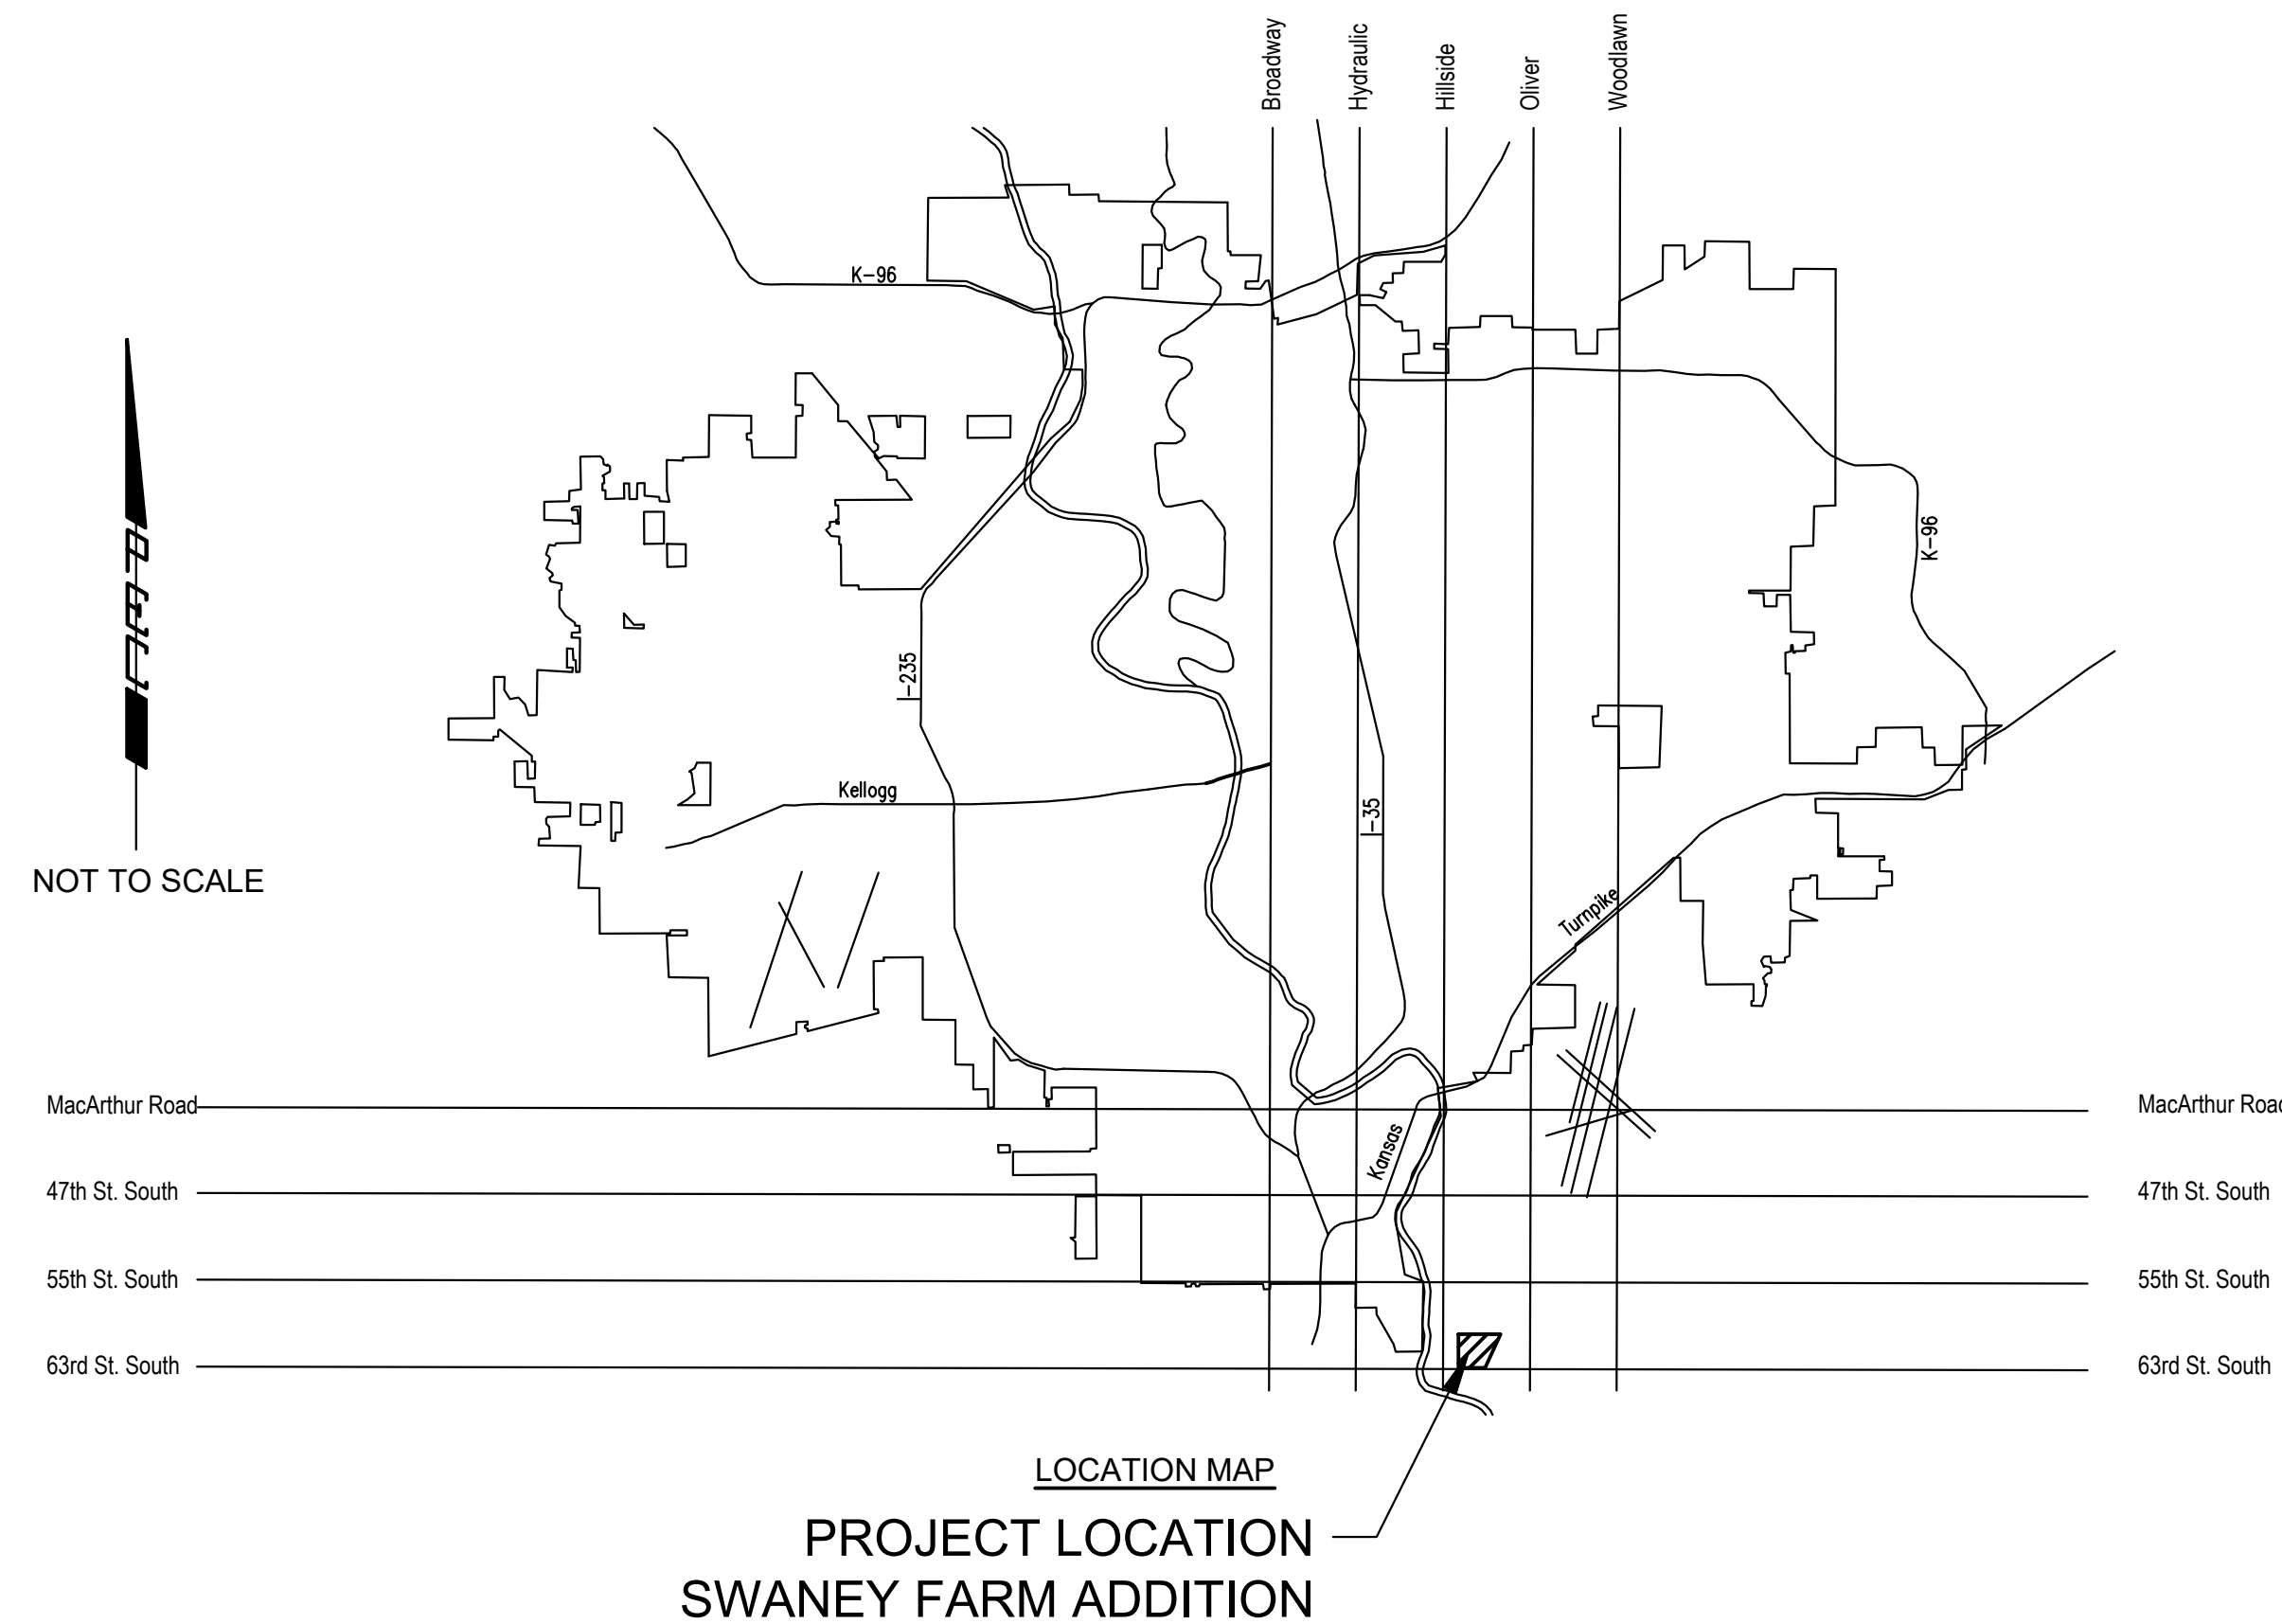 Broadway
Hydraulic
Hillside
Oliver
Woodlawn
K-96
K-96
I-235
Kellogg
I-35
NOT TO SCALE
Turnpike
MacArthur Road
MacArthur Road
Kansas
47th St. South
47th St. South
55th St. South
55th St. South
63rd St. South
63rd St. South
LOCATION MAP
PROJECT LOCATION
SWANEY FARM ADDITION